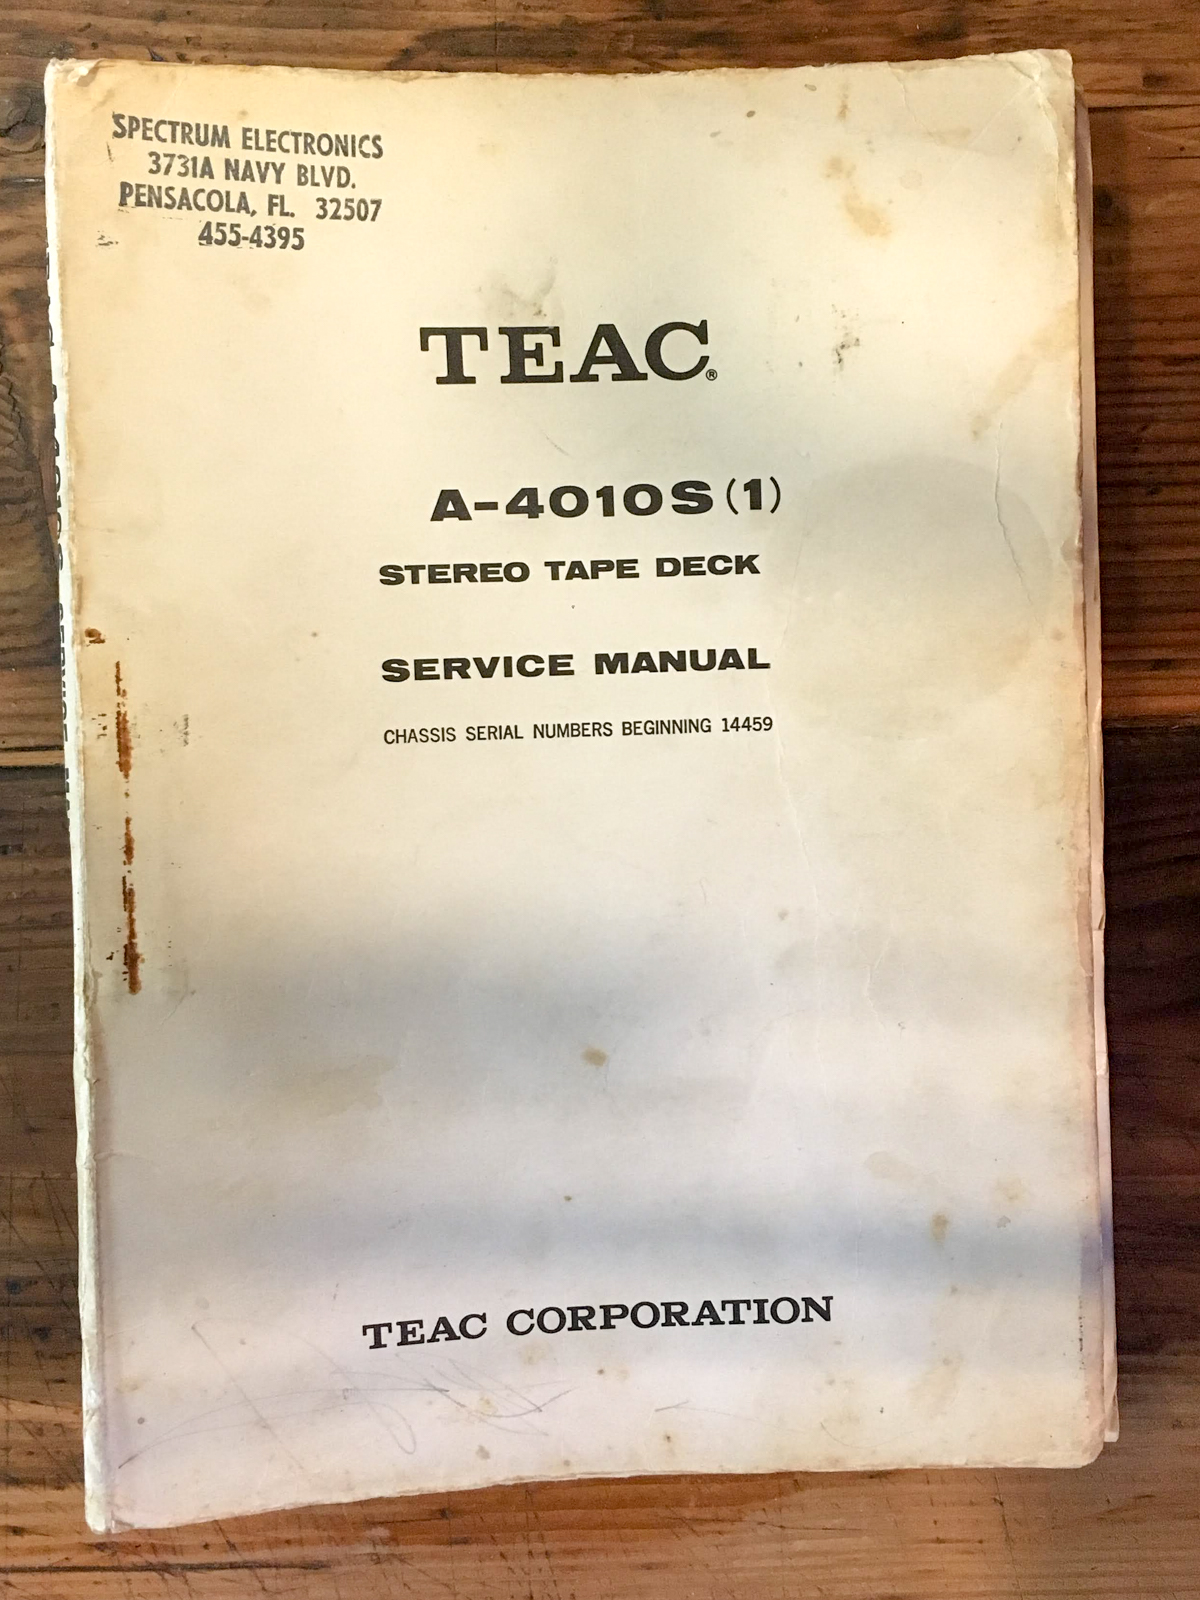 SPECTRUM ELECTRONICS
3731A NAVY BLVD.
PENSACOLA, FL. 32507
455-4395
TEAC®
A-4010S(1)
STEREO TAPE DECK
SERVICE MANUAL
CHASSIS SERIAL NUMBERS BEGINNING 14459
TEAC CORPORATION